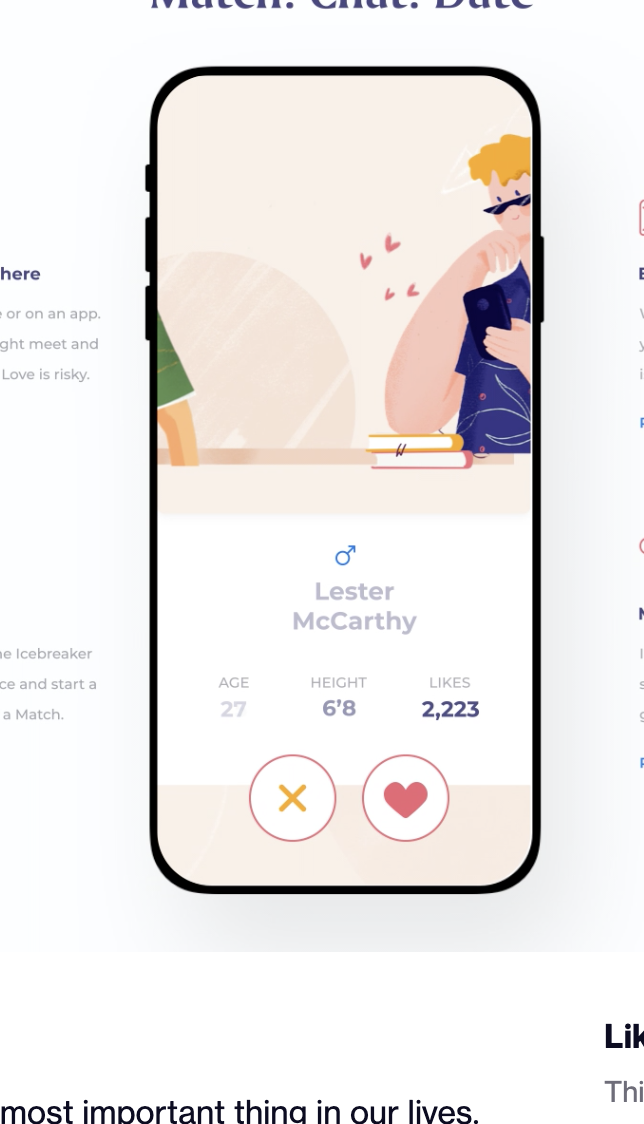 Match. Chat. Date
here
e or on an app.
ght meet and
Love is risky.
Lester
McCarthy
AGE
HEIGHT
LIKES
27
6’8
2,223
ne Icebreaker
ce and start a
a Match.
Lik
Thi
most important thing in our lives.